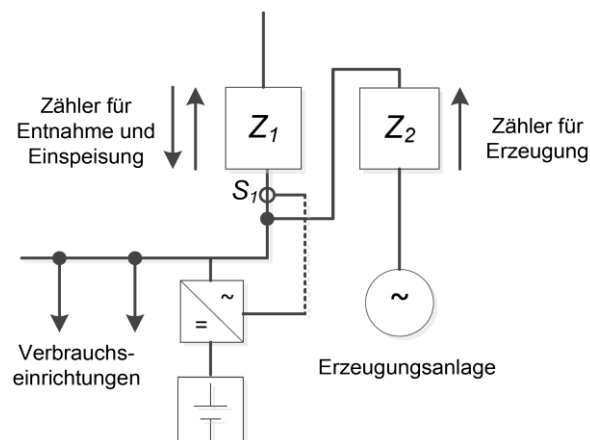 Zähler für
Entnahme und
Einspeisung
Z1
Z2
Zähler für
Erzeugung
S1
~
=
~
Verbrauchs-
einrichtungen
Erzeugungsanlage